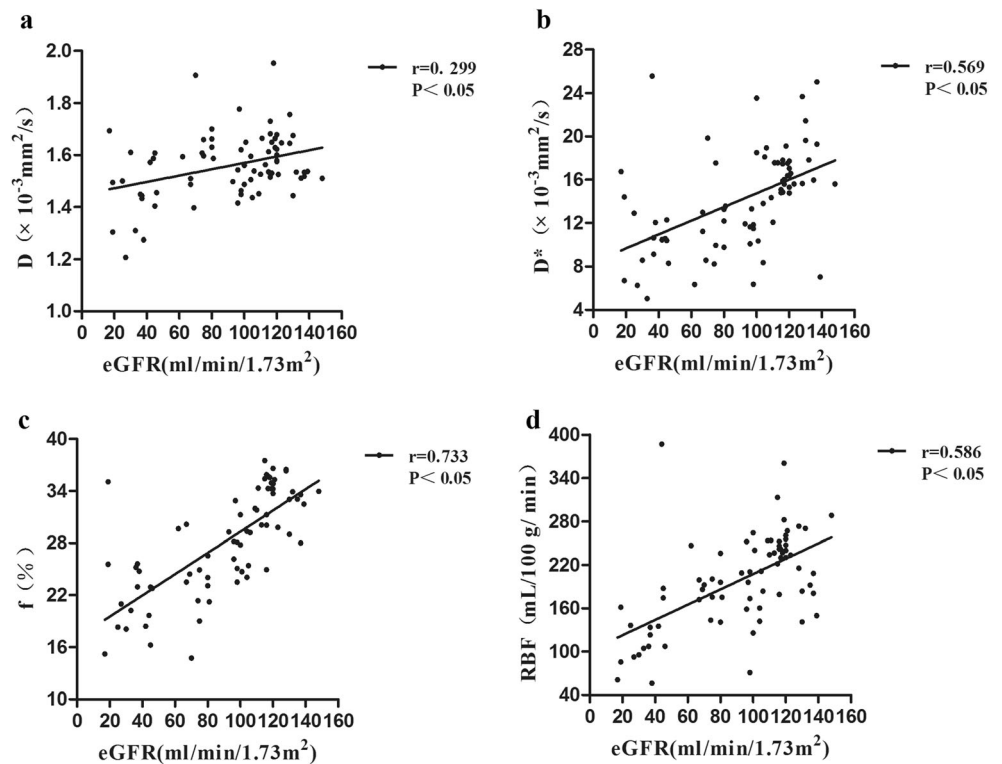 a
2.0
1.8
1.6
1.4
1.2
1.0
D (× 10⁻³mm²/s)
0 20 40 60 80 100 120 140 160
eGFR(ml/min/1.73m²)
r=0. 299
P< 0.05
b
28
24
20
16
12
8
4
D* (× 10⁻³mm²/s)
0 20 40 60 80 100 120 140 160
eGFR(ml/min/1.73m²)
r=0.569
P< 0.05
c
40
34
28
22
16
10
f (%)
0 20 40 60 80 100 120 140 160
eGFR(ml/min/1.73m²)
r=0.733
P< 0.05
d
400
340
280
220
160
100
40
RBF (mL/100 g/ min)
0 20 40 60 80 100 120 140 160
eGFR(ml/min/1.73m²)
r=0.586
P< 0.05